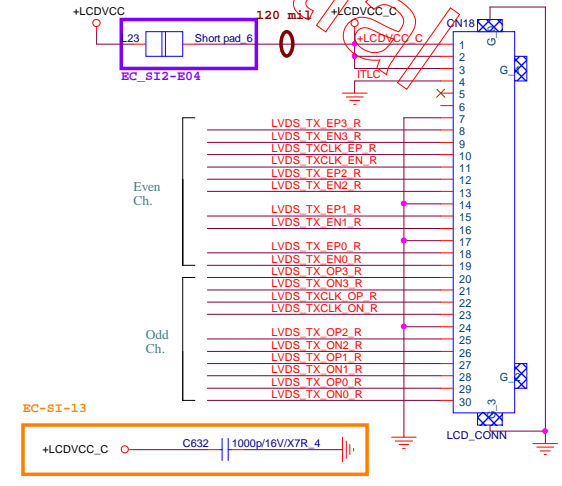 +LCDVCC
120 mil
+LCDVCC_C
CN18
L23
Short pad_6
+LCDVCC_C
EC_SI2-E04
ITLC
1
2
3
4
5
6
7
8
9
10
11
12
13
14
15
16
17
18
19
20
21
22
23
24
25
26
27
28
29
30
LVDS_TX_EP3_R
LVDS_TX_EN3_R
LVDS_TXCLK_EP_R
LVDS_TXCLK_EN_R
LVDS_TX_EP2_R
LVDS_TX_EN2_R
Even
Ch.
LVDS_TX_EP1_R
LVDS_TX_EN1_R
LVDS_TX_EP0_R
LVDS_TX_EN0_R
LVDS_TX_OP3_R
LVDS_TX_ON3_R
LVDS_TXCLK_OP_R
LVDS_TXCLK_ON_R
Odd
Ch.
LVDS_TX_OP2_R
LVDS_TX_ON2_R
LVDS_TX_OP1_R
LVDS_TX_ON1_R
LVDS_TX_OP0_R
LVDS_TX_ON0_R
LCD_CONN
EC-SI-13
+LCDVCC_C
C632
1000p/16V/X7R_4